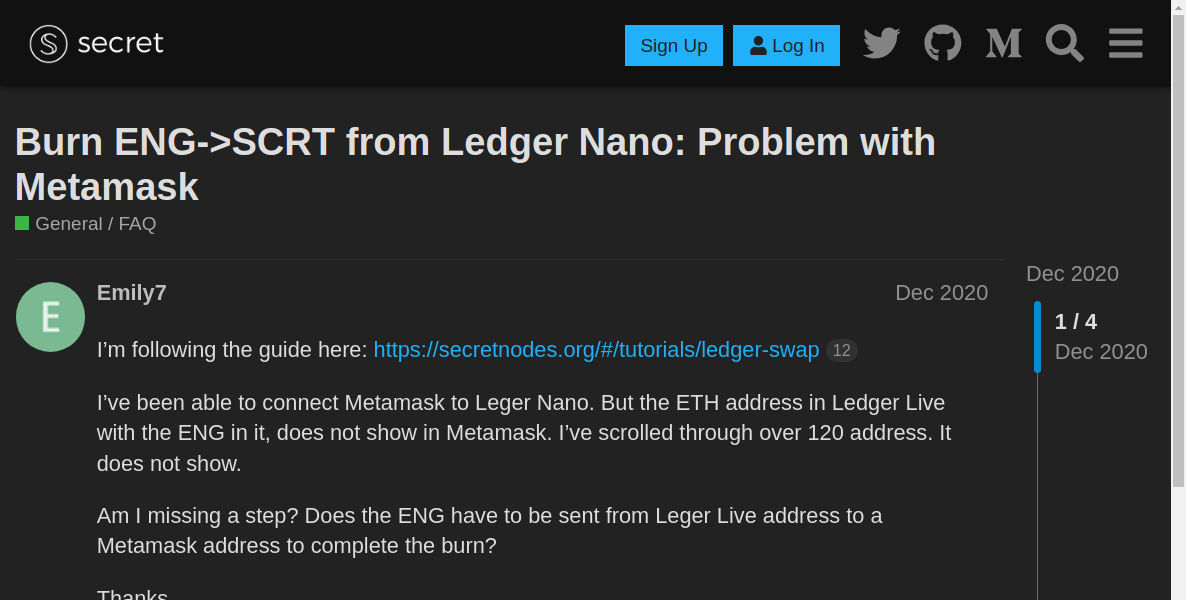 secret
Sign Up
Log In
Burn ENG->SCRT from Ledger Nano: Problem with
Metamask
General / FAQ
Dec 2020
E
Emily7
Dec 2020
1 / 4
Dec 2020
I’m following the guide here: https://secretnodes.org/#/tutorials/ledger-swap 12
I’ve been able to connect Metamask to Leger Nano. But the ETH address in Ledger Live
with the ENG in it, does not show in Metamask. I’ve scrolled through over 120 address. It
does not show.
Am I missing a step? Does the ENG have to be sent from Leger Live address to a
Metamask address to complete the burn?
Thanks